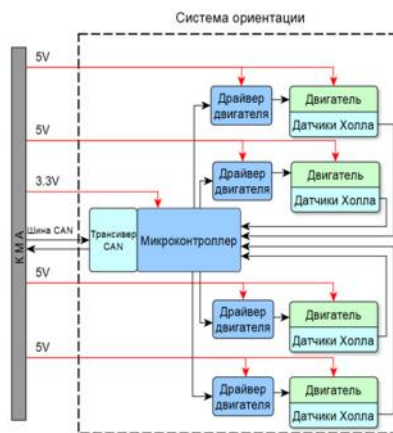 Система ориентации
5V
Драйвер
двигателя
Двигатель
Датчики Холла
5V
Драйвер
двигателя
Двигатель
Датчики Холла
3,3V
Шина CAN
Трансивер
CAN
Микроконтроллер
КМА
5V
Драйвер
двигателя
Двигатель
Датчики Холла
5V
Драйвер
двигателя
Двигатель
Датчики Холла